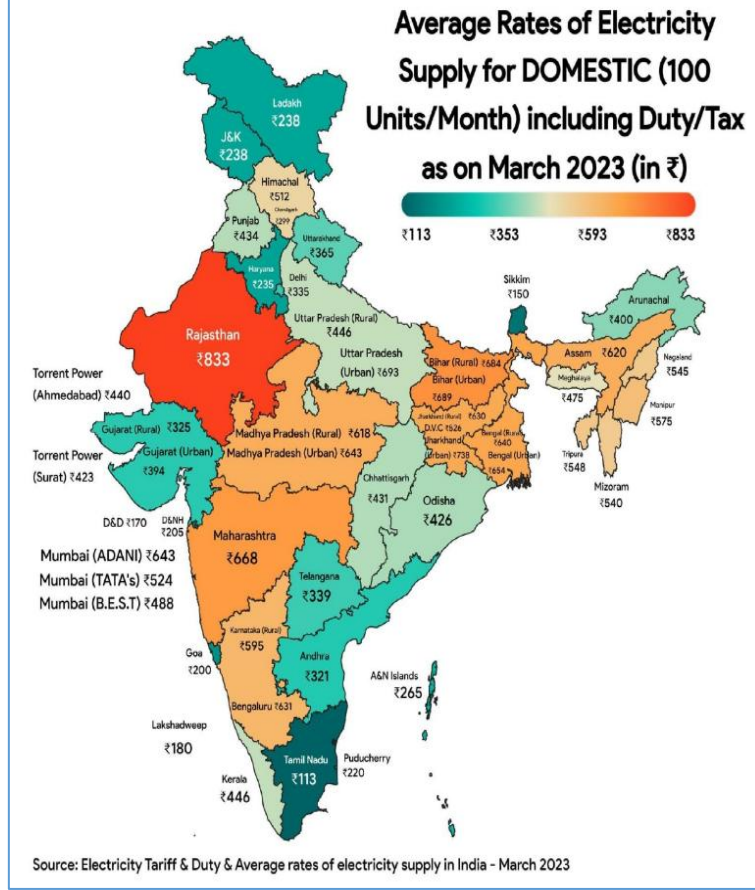 Average Rates of Electricity
Supply for DOMESTIC (100
Units/Month) including Duty/Tax
as on March 2023 (in ₹)
₹113 ₹353 ₹593 ₹833
Ladakh
₹238
J&K
₹238
Himachal
₹512
Chandigarh
₹299
Punjab
₹434
Uttarakhand
₹365
Haryana
₹235
Delhi
₹335
Sikkim
₹150
Arunachal
₹400
Rajasthan
₹833
Uttar Pradesh (Rural)
₹446
Uttar Pradesh
(Urban) ₹693
Bihar (Rural) ₹684
Bihar (Urban)
₹689
Assam ₹620
Nagaland
₹545
Meghalaya
₹475
Manipur
₹575
Tripura
₹548
Mizoram
₹540
Torrent Power
(Ahmedabad) ₹440
Gujarat (Rural) ₹325
Gujarat (Urban)
₹394
Torrent Power
(Surat) ₹423
Madhya Pradesh (Rural) ₹618
Madhya Pradesh (Urban) ₹643
Jharkhand (Rural) ₹630
D.V.C ₹526
Jharkhand
(Urban) ₹738
Bengal (Rural)
₹640
Bengal (Urban)
₹654
Chhattisgarh
₹431
Odisha
₹426
D&D ₹170
D&NH
₹205
Mumbai (ADANI) ₹643
Mumbai (TATA's) ₹524
Mumbai (B.E.S.T) ₹488
Maharashtra
₹668
Telangana
₹339
Karnataka (Rural)
₹595
Goa
₹200
Andhra
₹321
A&N Islands
₹265
Bengaluru ₹631
Lakshadweep
₹180
Tamil Nadu
₹113
Puducherry
₹220
Kerala
₹446
Source: Electricity Tariff & Duty & Average rates of electricity supply in India - March 2023